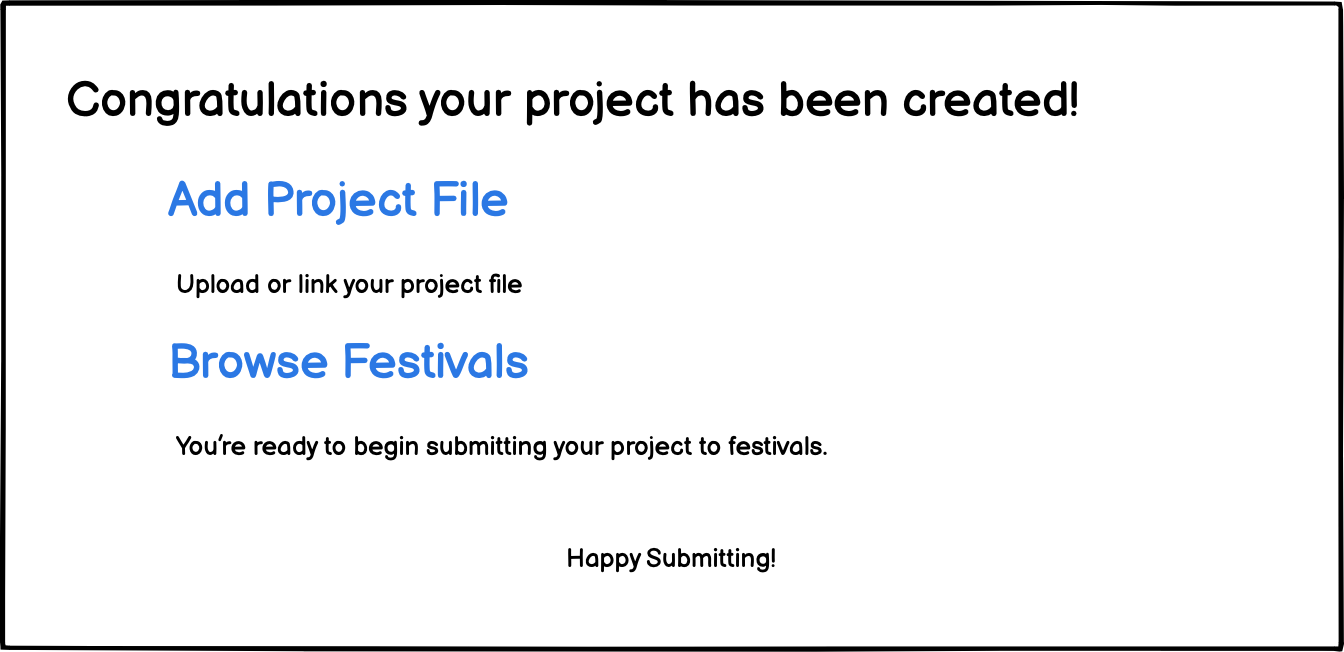 Congratulations your project has been created!
Add Project File
Upload or link your project file
Browse Festivals
You're ready to begin submitting your project to festivals.
Happy Submitting!